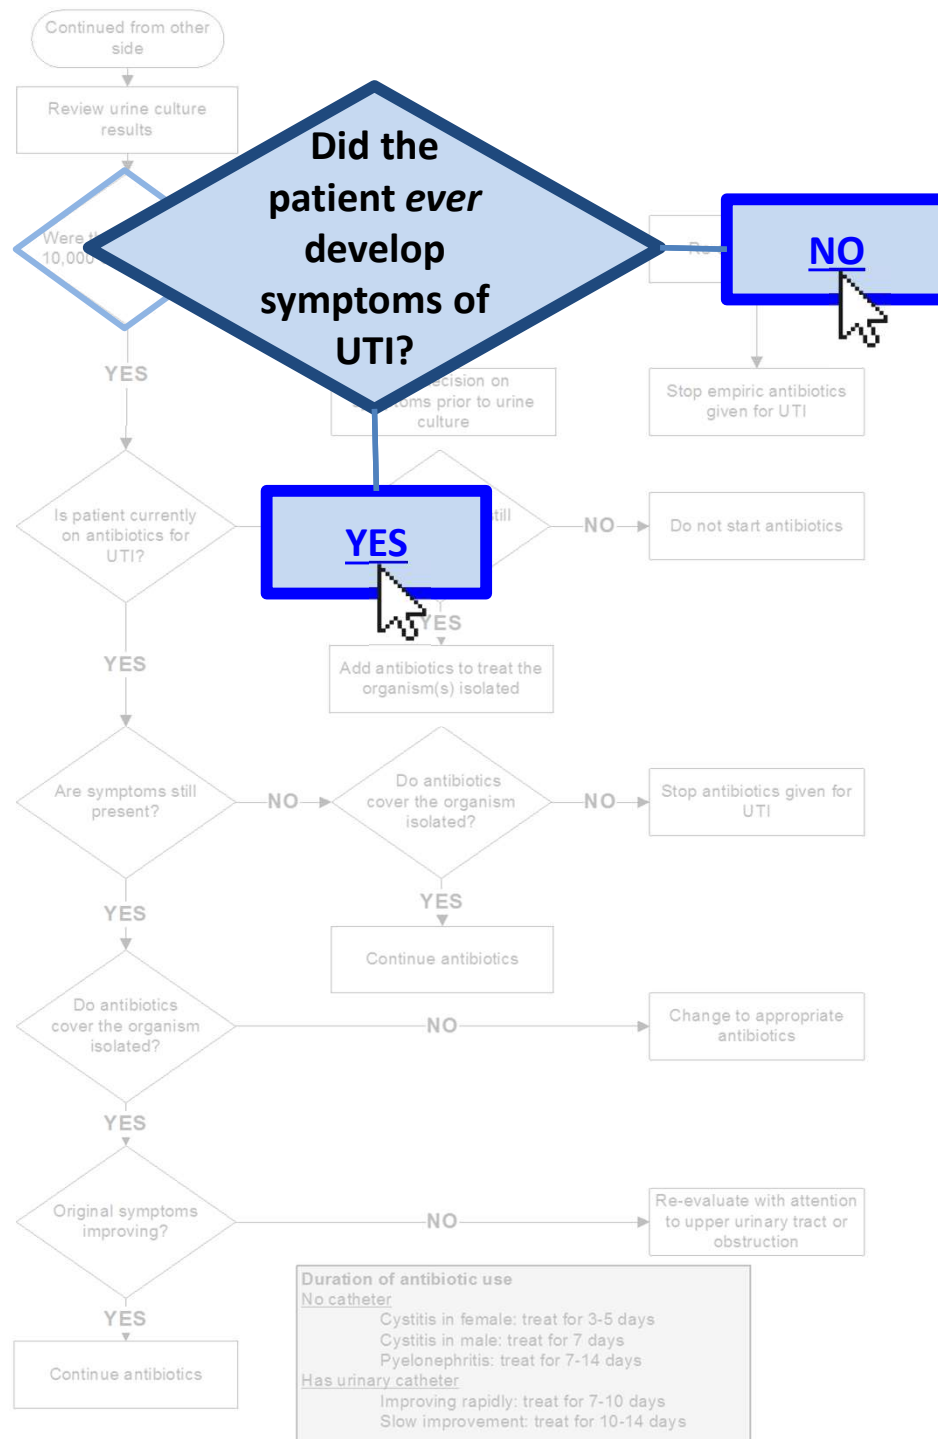 Continued from other
side
Review urine culture
results
Did the
patient ever
develop
symptoms of
UTI?
Were
10,000
NO
YES
decision on
prior to urine
culture
Stop empiric antibiotics
given for UTI
Is patient currently
on antibiotics for
UTI?
YES
still
NO
Do not start antibiotics
YES
YES
Add antibiotics to treat the
organism(s) isolated
Are symptoms still
present?
NO
Do antibiotics
cover the organism
isolated?
NO
Stop antibiotics given for
UTI
YES
YES
Continue antibiotics
Do antibiotics
cover the organism
isolated?
NO
Change to appropriate
antibiotics
YES
Original symptoms
improving?
NO
Re-evaluate with attention
to upper urinary tract or
obstruction
YES
Continue antibiotics
Duration of antibiotic use
No catheter
Cystitis in female: treat for 3-5 days
Cystitis in male: treat for 7 days
Pyelonephritis: treat for 7-14 days
Has urinary catheter
Improving rapidly: treat for 7-10 days
Slow improvement: treat for 10-14 days